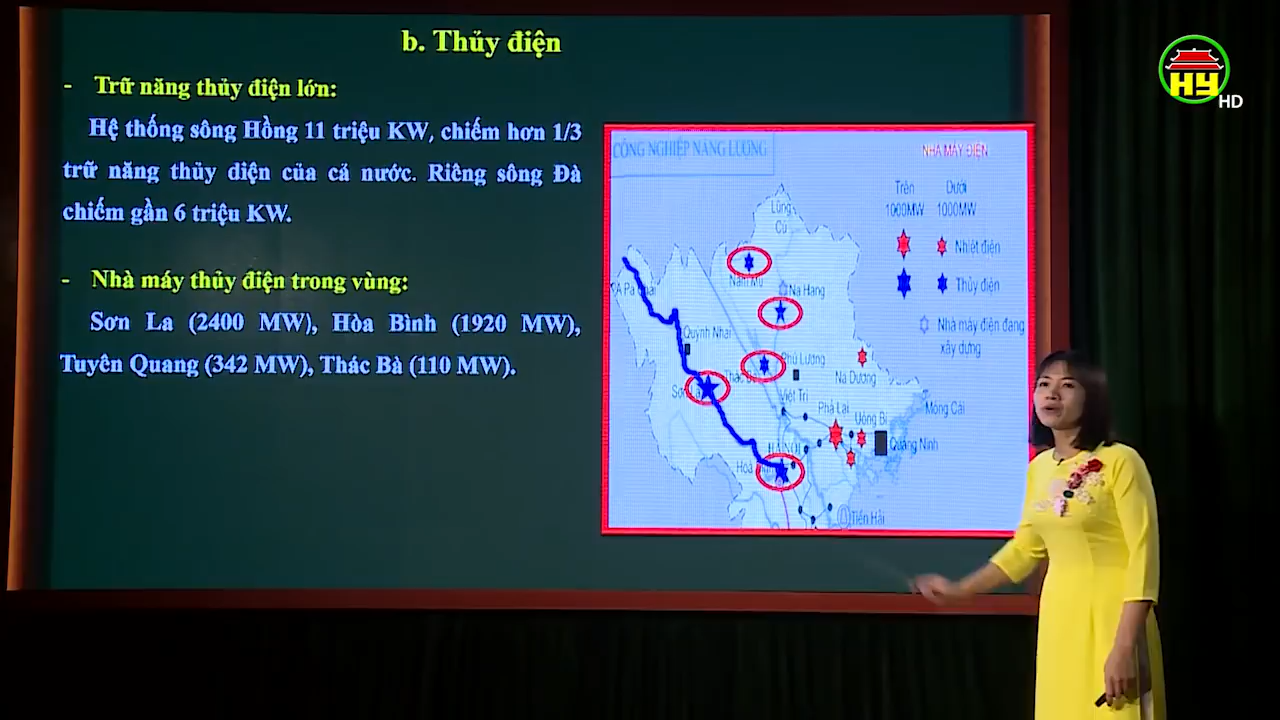 b. Thủy điện
- Trữ năng thủy điện lớn:
Hệ thống sông Hồng 11 triệu KW, chiếm hơn 1/3
trữ năng thủy điện của cả nước. Riêng sông Đà
chiếm gần 6 triệu KW.
- Nhà máy thủy điện trong vùng:
Sơn La (2400 MW), Hòa Bình (1920 MW),
Tuyên Quang (342 MW), Thác Bà (110 MW).
CÔNG NGHIỆP NĂNG LƯỢNG
NHÀ MÁY ĐIỆN
Trên Dưới
1000MW 1000MW
Nhiệt điện
Thủy điện
Nhà máy điện đang
xây dựng
Lũng
Cú
Nậm Mu
Na Hang
Quỳnh Nhai
Phú Lương
Na Dương
Việt Trì
Móng Cái
Phả Lại
Uông Bí
Quảng Ninh
HÀ NỘI
Tiền Hải
HY
HD